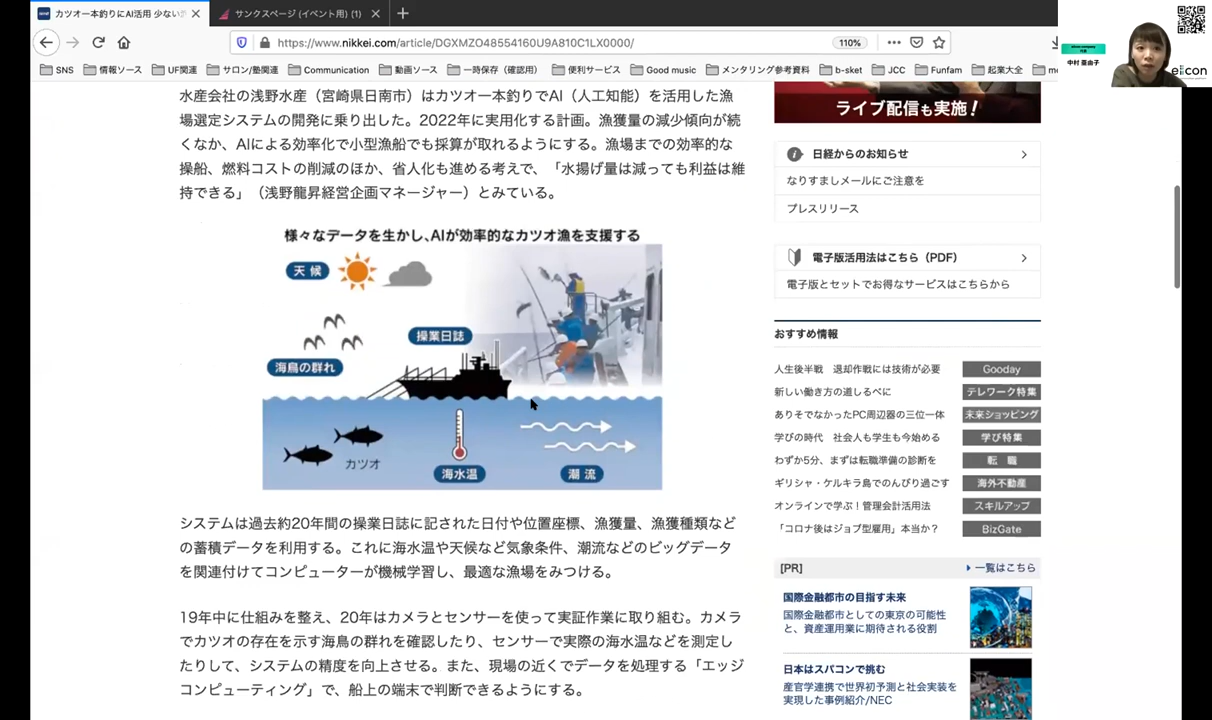 カツオ一本釣りにAI活用 少ない
サンクスページ (イベント用) (1)
https://www.nikkei.com/article/DGXMZO48554160U9A810C1LX0000/
110%
SNS
情報ソース
UF関連
サロン/塾関連
Communication
動画ソース
一時保存（確認用）
便利サービス
Good music
メンタリング参考資料
b-sket
JCC
Funfam
起業大全
中村 亜由子
eiicon
水産会社の浅野水産（宮崎県日南市）はカツオ一本釣りでAI（人工知能）を活用した漁
場選定システムの開発に乗り出した。2022年に実用化する計画。漁獲量の減少傾向が続
くなか、AIによる効率化で小型漁船でも採算が取れるようにする。漁場までの効率的な
操船、燃料コストの削減のほか、省人化も進める考えで、「水揚げ量は減っても利益は維
持できる」（浅野龍昇経営企画マネージャー）とみている。
様々なデータを生かし、AIが効率的なカツオ漁を支援する
天候
操業日誌
海鳥の群れ
カツオ
海水温
潮流
システムは過去約20年間の操業日誌に記された日付や位置座標、漁獲量、漁獲種類など
の蓄積データを利用する。これに海水温や天候など気象条件、潮流などのビッグデータ
を関連付けてコンピューターが機械学習し、最適な漁場をみつける。
19年中に仕組みを整え、20年はカメラとセンサーを使って実証作業に取り組む。カメラ
でカツオの存在を示す海鳥の群れを確認したり、センサーで実際の海水温などを測定し
たりして、システムの精度を向上させる。また、現場の近くでデータを処理する「エッジ
コンピューティング」で、船上の端末で判断できるようにする。
ライブ配信も実施！
日経からのお知らせ
なりすましメールにご注意を
プレスリリース
電子版活用法はこちら（PDF）
電子版とセットでお得なサービスはこちらから
おすすめ情報
人生後半戦 退却作戦には技術が必要 Gooday
新しい働き方の道しるべに テレワーク特集
ありそでなかったPC周辺器の三位一体 未来ショッピング
学びの時代 社会人も学生も今始める 学び特集
わずか5分、まずは転職準備の診断を 転職
ギリシャ・ケルキラ島でのんびり過ごす 海外不動産
オンラインで学ぶ！管理会計活用法 スキルアップ
「コロナ後はジョブ型雇用」本当か？ BizGate
[PR] 一覧はこちら
国際金融都市の目指す未来
国際金融都市としての東京の可能性
と、資産運用業に期待される役割
日本はスパコンで挑む
産官学連携で世界初予測と社会実装を
実現した事例紹介/NEC